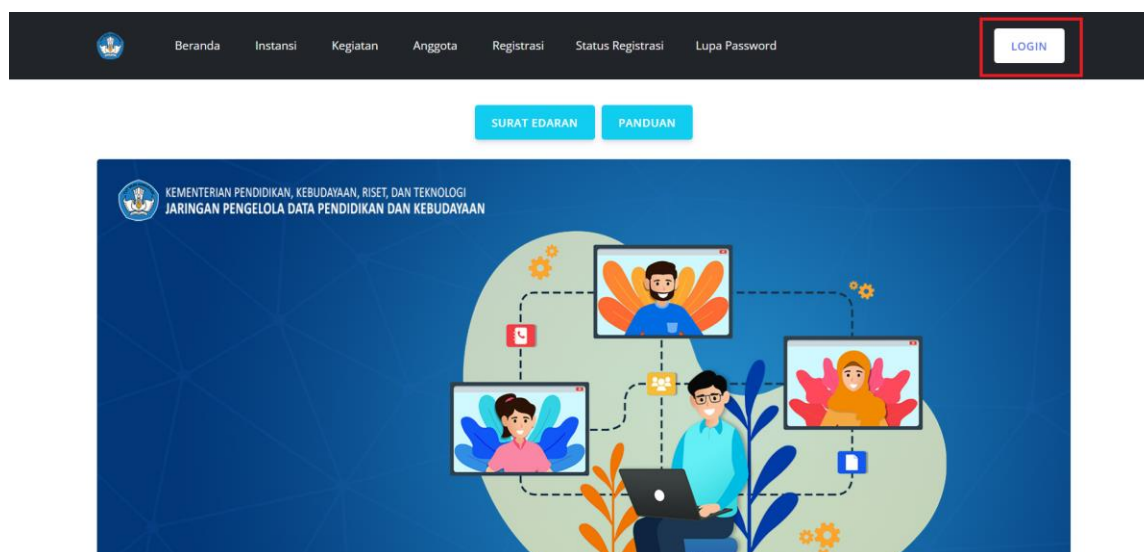 Beranda Instansi Kegiatan Anggota Registrasi Status Registrasi Lupa Password LOGIN
SURAT EDARAN PANDUAN
KEMENTERIAN PENDIDIKAN, KEBUDAYAAN, RISET, DAN TEKNOLOGI
JARINGAN PENGELOLA DATA PENDIDIKAN DAN KEBUDAYAAN